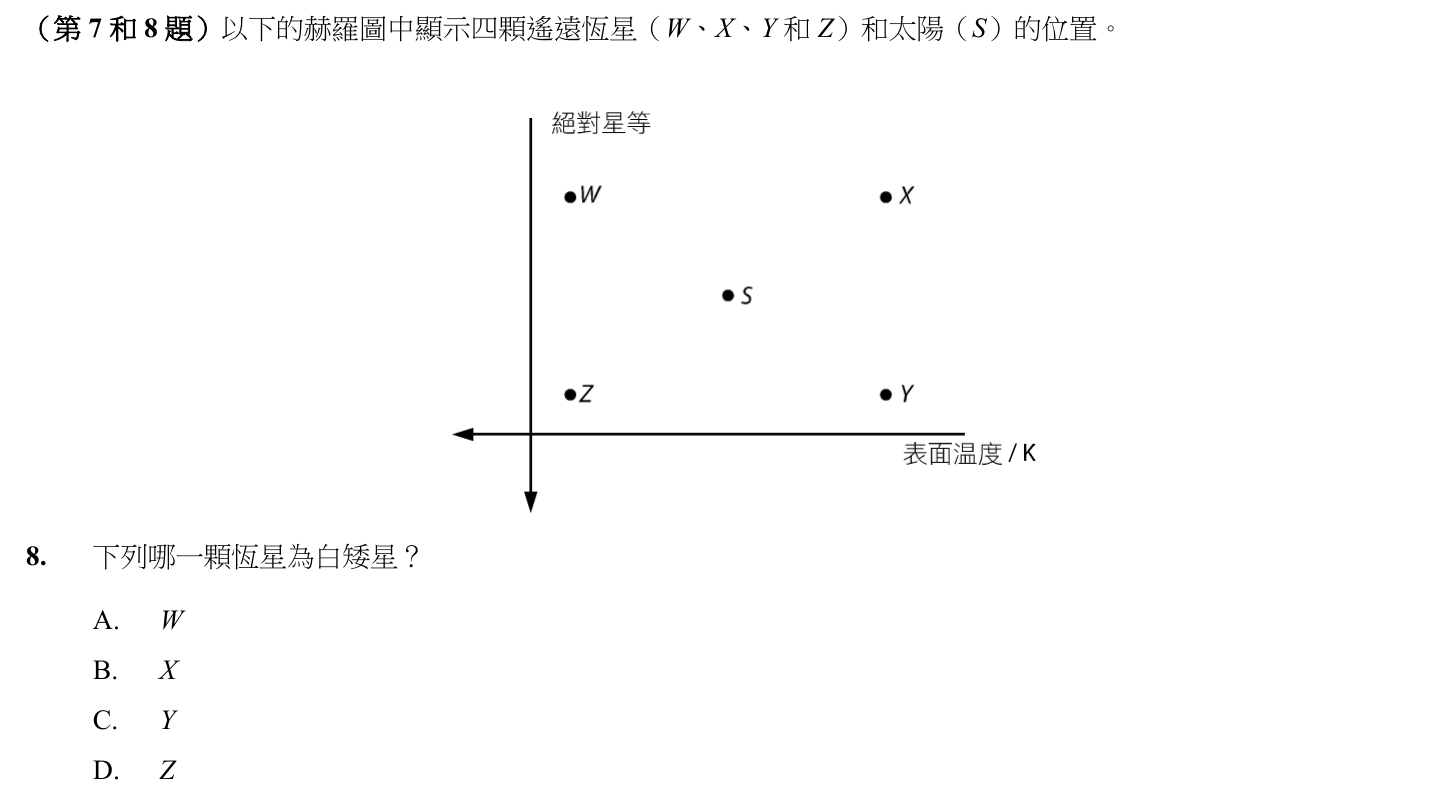 （第 7 和 8 題）以下的赫羅圖中顯示四顆遙遠恆星（W、X、Y 和 Z）和太陽（S）的位置。
絕對星等
W
X
S
Z
Y
表面温度 / K
8. 下列哪一顆恆星為白矮星？
A. W
B. X
C. Y
D. Z